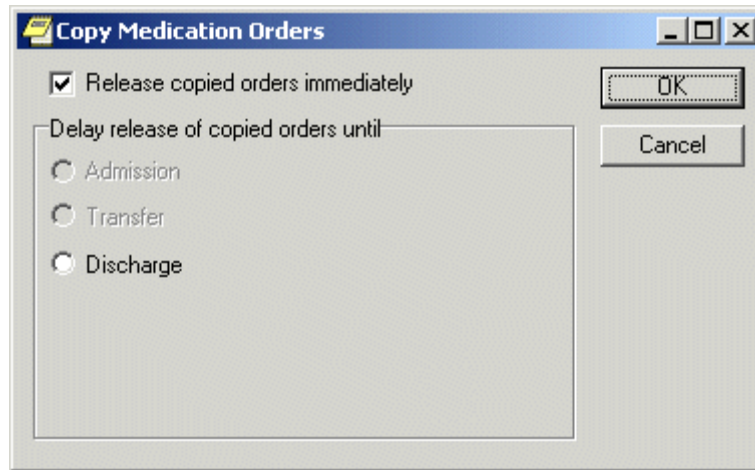 Copy Medication Orders
Release copied orders immediately
OK
Delay release of copied orders until
Cancel
Admission
Transfer
Discharge